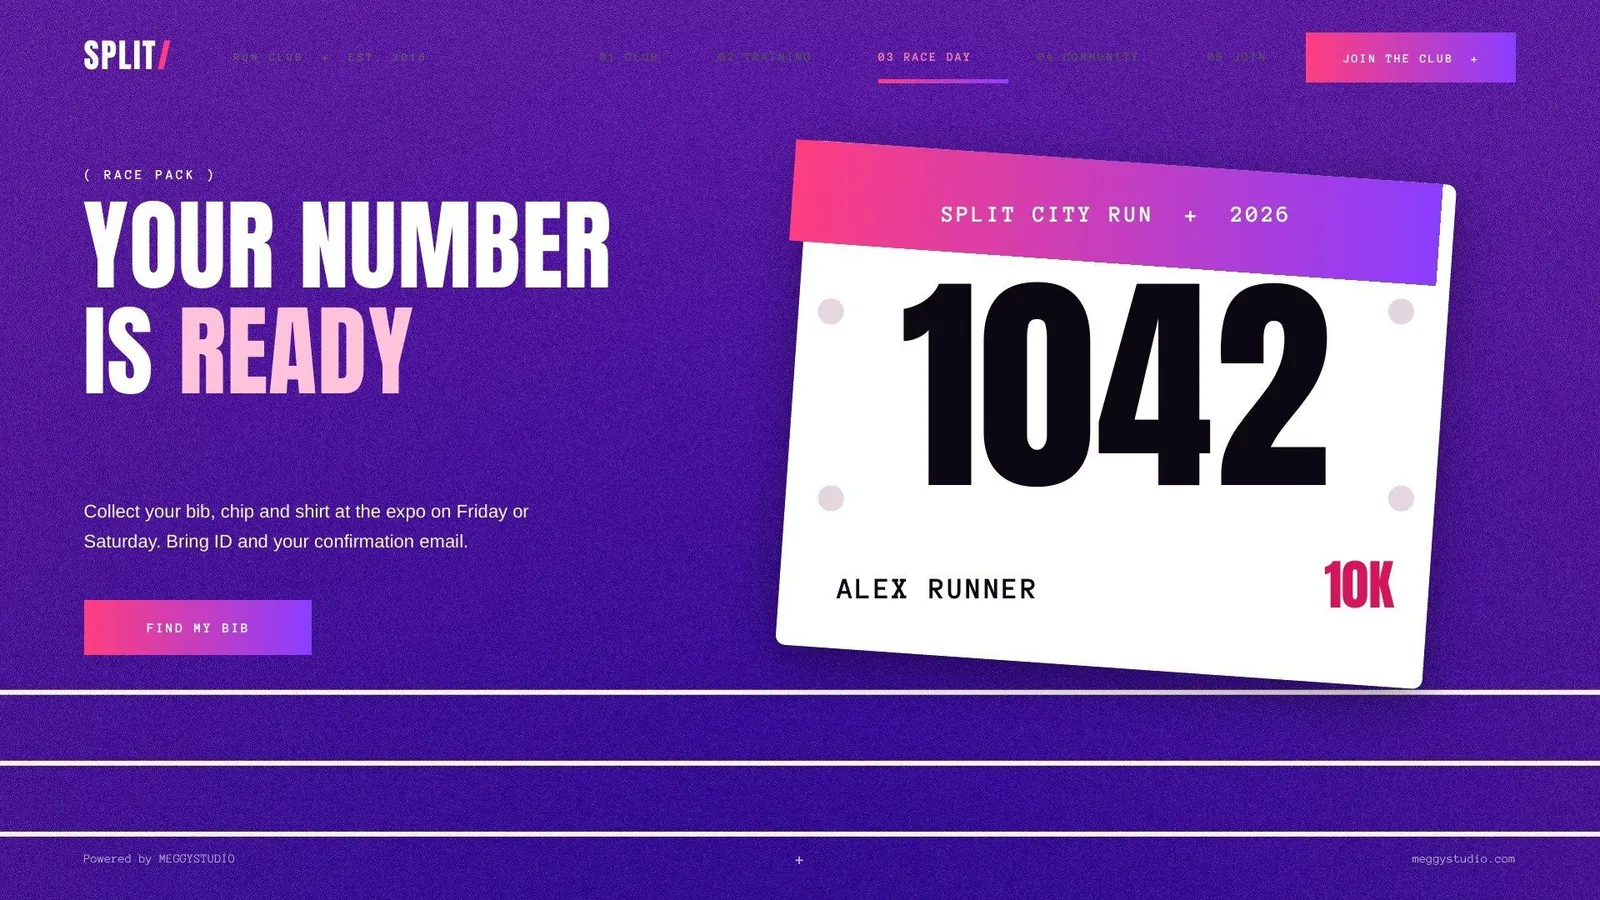 SPLIT/
RUN CLUB + EST. 2016
01 CLUB
02 TRAINING
03 RACE DAY
04 COMMUNITY
05 JOIN
JOIN THE CLUB +
( RACE PACK )
YOUR NUMBER
IS READY
Collect your bib, chip and shirt at the expo on Friday or
Saturday. Bring ID and your confirmation email.
FIND MY BIB
SPLIT CITY RUN + 2026
1042
ALEX RUNNER
10K
Powered by MEGGYSTUDIO
+
meggystudio.com